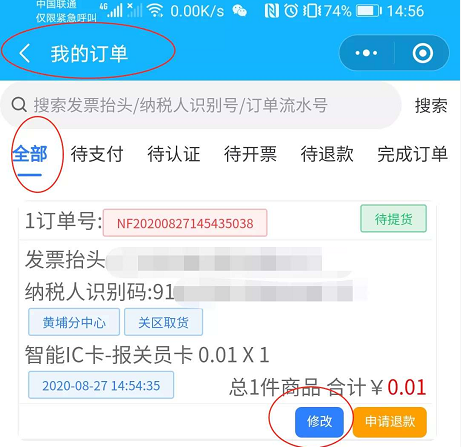 中国联通
仅限紧急呼叫 4G 0.00K/s 74% 14:56
我的订单
搜索发票抬头/纳税人识别号/订单流水号 搜索
全部 待支付 待认证 待开票 待退款 完成订单
1订单号: NF20200827145435038 待提货
发票抬头
纳税人识别码:91
黄埔分中心 关区取货
智能IC卡-报关员卡 0.01 X 1
2020-08-27 14:54:35 总1件商品 合计￥0.01
修改 申请退款